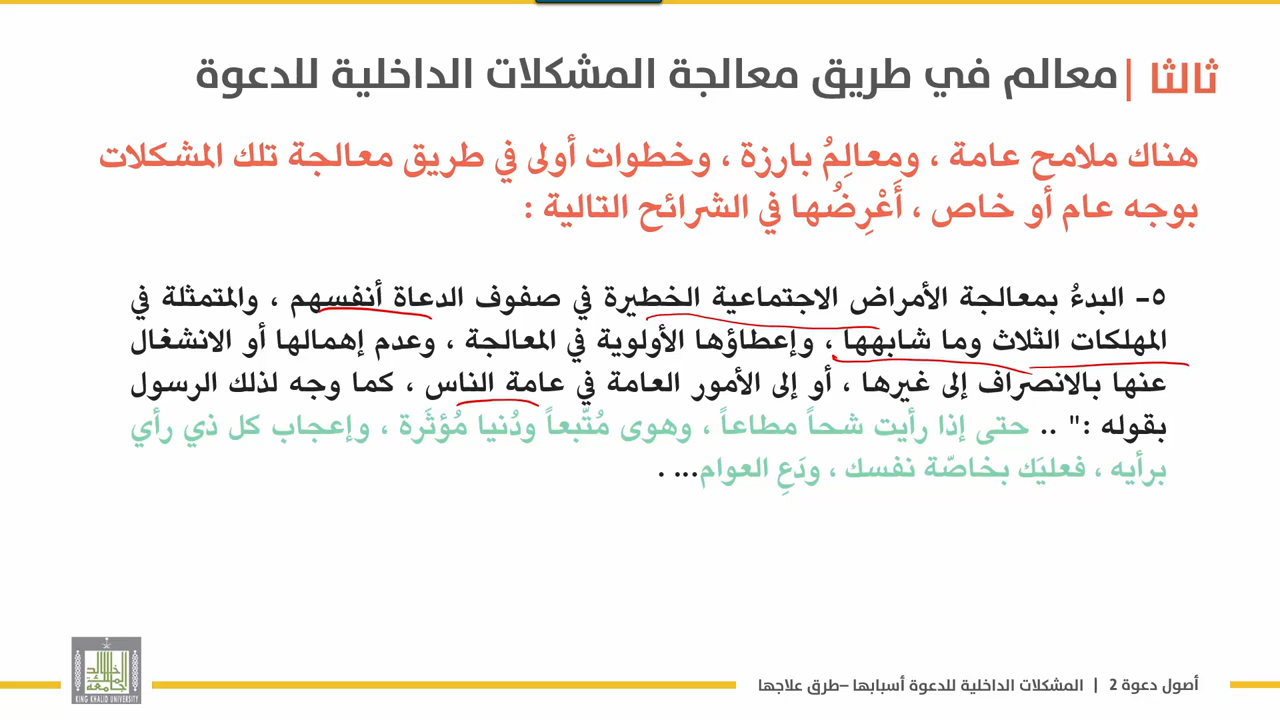 ثالثا | معالم في طريق معالجة المشكلات الداخلية للدعوة
هناك ملامح عامة ، ومعالِمُ بارزة ، وخطوات أولى في طريق معالجة تلك المشكلات
بوجه عام أو خاص ، أَعْرِضُها في الشرائح التالية :
٥- البدءُ بمعالجة الأمراض الاجتماعية الخطيرة في صفوف الدعاة أنفسهم ، والمتمثلة في
المهلكات الثلاث وما شابهها ، وإعطاؤها الأولوية في المعالجة ، وعدم إهمالها أو الانشغال
عنها بالانصراف إلى غيرها ، أو إلى الأمور العامة في عامة الناس ، كما وجه لذلك الرسول
بقوله :" .. حتى إذا رأيت شحاً مطاعاً ، وهوى مُتّبعاً ودُنيا مُؤثَرة ، وإعجاب كل ذي رأي
برأيه ، فعليَك بخاصّة نفسك ، ودَعِ العوام... .
أصول دعوة 2 | المشكلات الداخلية للدعوة أسبابها –طرق علاجها
KING KHALID UNIVERSITY